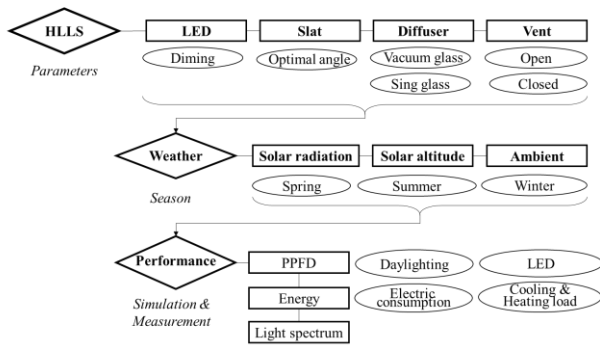 HLLS
LED
Slat
Diffuser
Vent
Parameters
Diming
Optimal angle
Vacuum glass
Open
Sing glass
Closed
Weather
Solar radiation
Solar altitude
Ambient
Season
Spring
Summer
Winter
Performance
PPFD
Daylighting
LED
Simulation &
Measurement
Energy
Electric
consumption
Cooling &
Heating load
Light spectrum